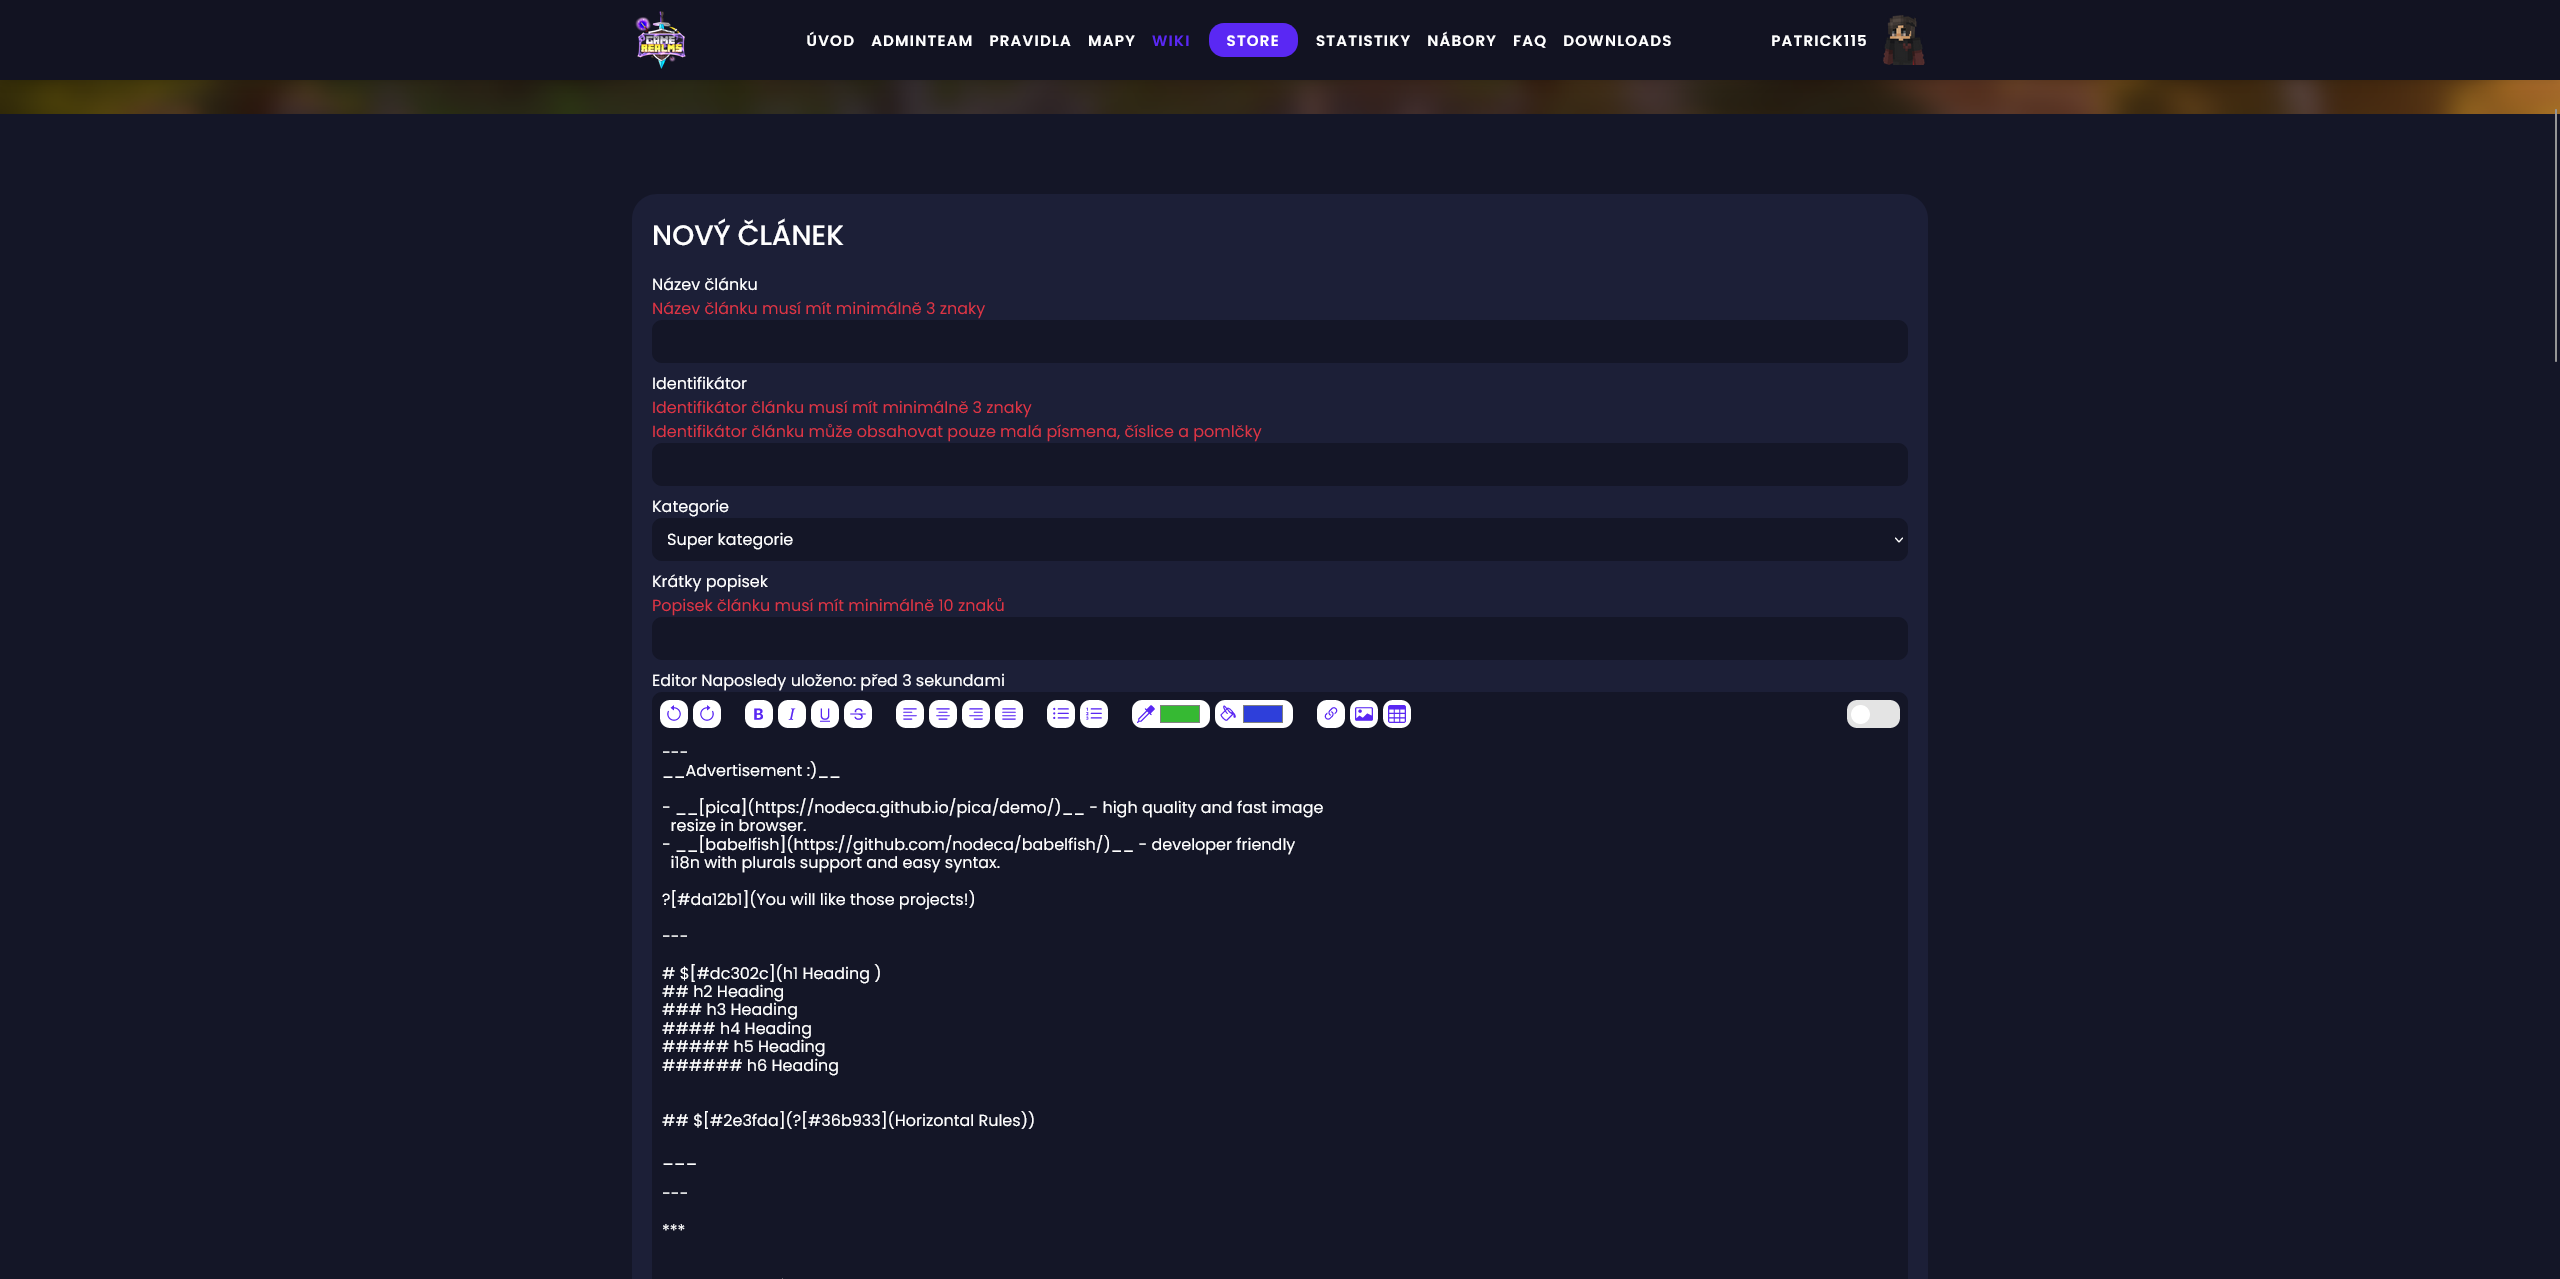 GAME
REALMS
ÚVOD ADMINTEAM PRAVIDLA MAPY WIKI STORE STATISTIKY NÁBORY FAQ DOWNLOADS PATRICK115
NOVÝ ČLÁNEK
Název článku
Název článku musí mít minimálně 3 znaky
Identifikátor
Identifikátor článku musí mít minimálně 3 znaky
Identifikátor článku může obsahovat pouze malá písmena, číslice a pomlčky
Kategorie
Super kategorie
Krátky popisek
Popisek článku musí mít minimálně 10 znaků
Editor Naposledy uloženo: před 3 sekundami
B I U S
---
__Advertisement :)__
- __[pica](https://nodeca.github.io/pica/demo/)__ - high quality and fast image
resize in browser.
- __[babelfish](https://github.com/nodeca/babelfish/)__ - developer friendly
i18n with plurals support and easy syntax.
?[#da12b1](You will like those projects!)
---
# $[#dc302c](h1 Heading )
## h2 Heading
### h3 Heading
#### h4 Heading
##### h5 Heading
###### h6 Heading
## $[#2e3fda](?[#36b933](Horizontal Rules))
___
---
***